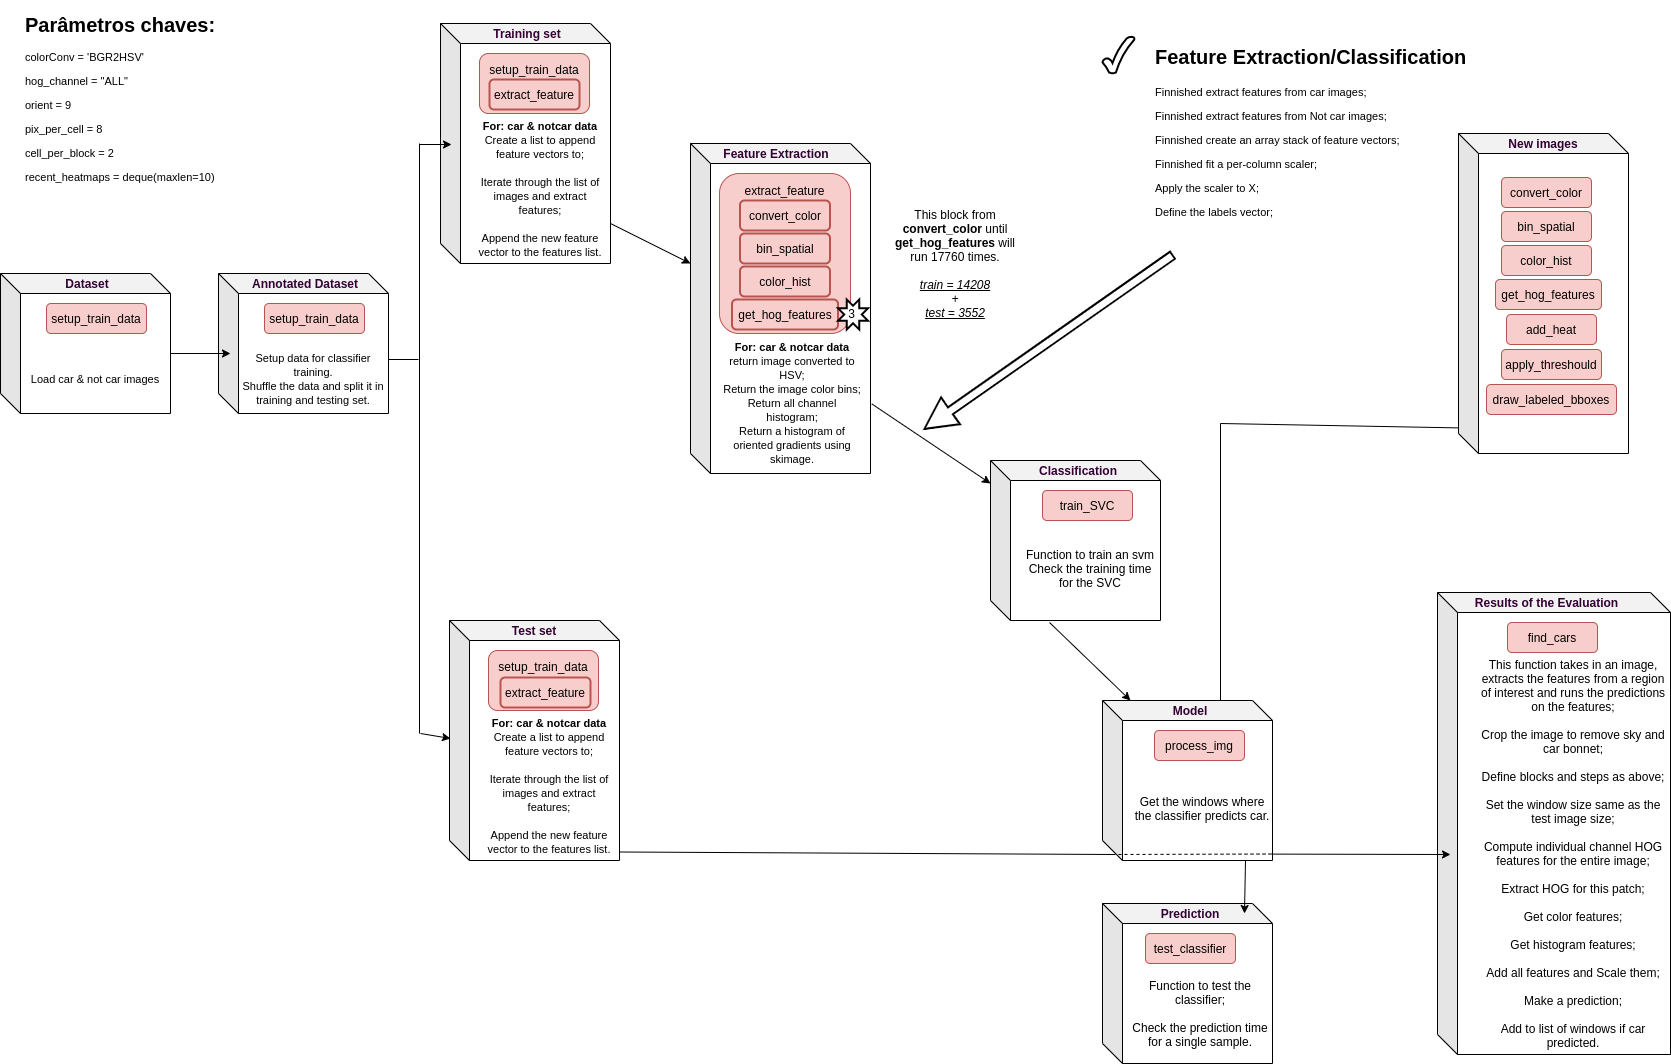 Parâmetros chaves:
colorConv = 'BGR2HSV'
hog_channel = "ALL"
orient = 9
pix_per_cell = 8
cell_per_block = 2
recent_heatmaps = deque(maxlen=10)
Dataset
setup_train_data
Load car & not car images
Annotated Dataset
setup_train_data
Setup data for classifier
training.
Shuffle the data and split it in
training and testing set.
Training set
setup_train_data
extract_feature
For: car & notcar data
Create a list to append
feature vectors to;
Iterate through the list of
images and extract
features;
Append the new feature
vector to the features list.
Test set
setup_train_data
extract_feature
For: car & notcar data
Create a list to append
feature vectors to;
Iterate through the list of
images and extract
features;
Append the new feature
vector to the features list.
Feature Extraction
extract_feature
convert_color
bin_spatial
color_hist
get_hog_features
3
For: car & notcar data
return image converted to
HSV;
Return the image color bins;
Return all channel
histogram;
Return a histogram of
oriented gradients using
skimage.
This block from
convert_color until
get_hog_features will
run 17760 times.
train = 14208
+
test = 3552
Feature Extraction/Classification
Finnished extract features from car images;
Finnished extract features from Not car images;
Finnished create an array stack of feature vectors;
Finnished fit a per-column scaler;
Apply the scaler to X;
Define the labels vector;
Classification
train_SVC
Function to train an svm
Check the training time
for the SVC
Model
process_img
Get the windows where
the classifier predicts car.
Prediction
test_classifier
Function to test the
classifier;
Check the prediction time
for a single sample.
New images
convert_color
bin_spatial
color_hist
get_hog_features
add_heat
apply_threshould
draw_labeled_bboxes
Results of the Evaluation
find_cars
This function takes in an image,
extracts the features from a region
of interest and runs the predictions
on the features;
Crop the image to remove sky and
car bonnet;
Define blocks and steps as above;
Set the window size same as the
test image size;
Compute individual channel HOG
features for the entire image;
Extract HOG for this patch;
Get color features;
Get histogram features;
Add all features and Scale them;
Make a prediction;
Add to list of windows if car
predicted.